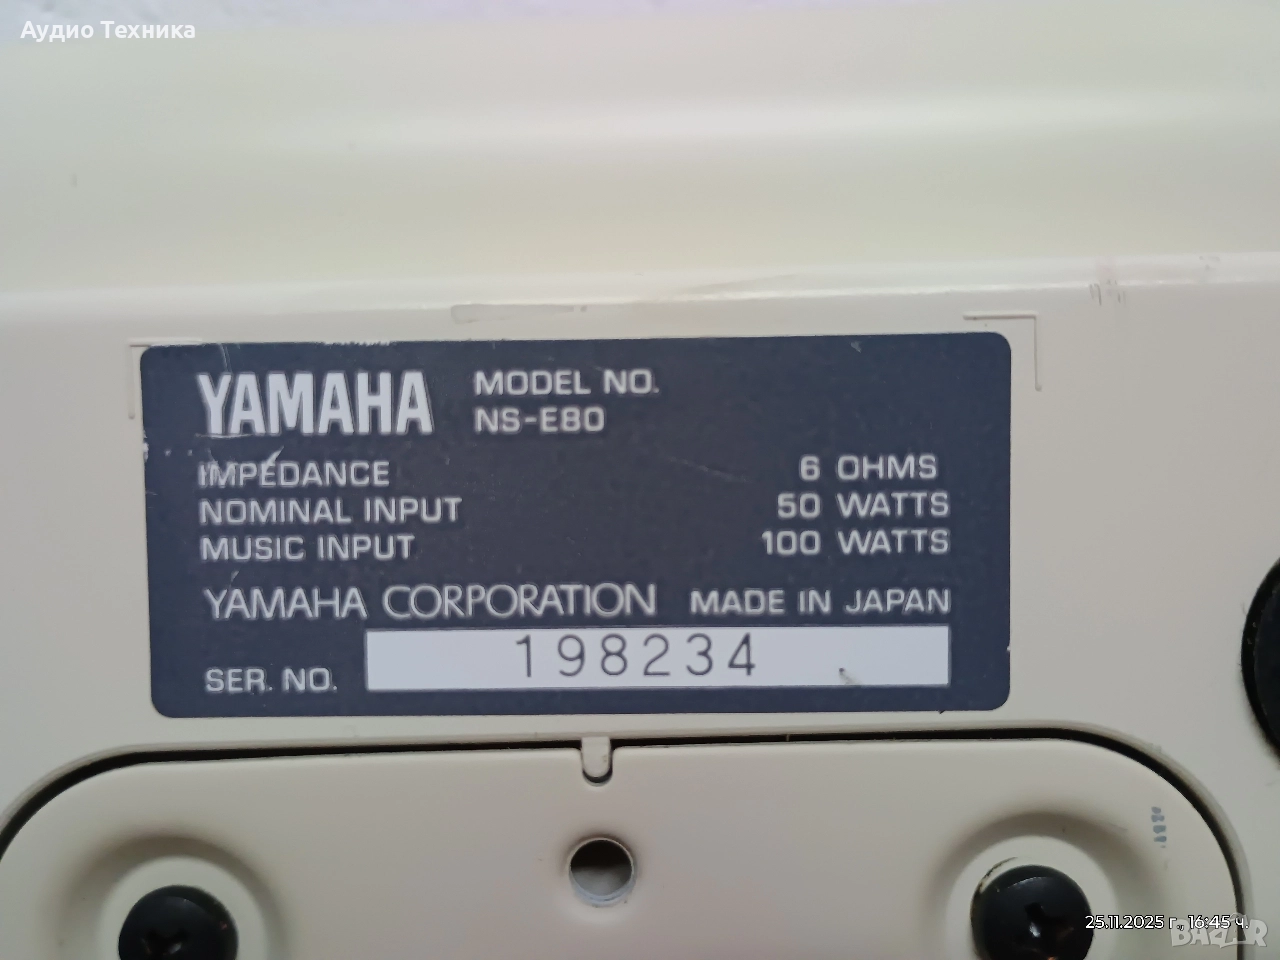 Аудио Техника
YAMAHA MODEL NO.
NS-E80
IMPEDANCE 6 OHMS
NOMINAL INPUT 50 WATTS
MUSIC INPUT 100 WATTS
YAMAHA CORPORATION MADE IN JAPAN
SER. NO. 198234
25.11.2025 г., 16:45 ч.
BAZAR